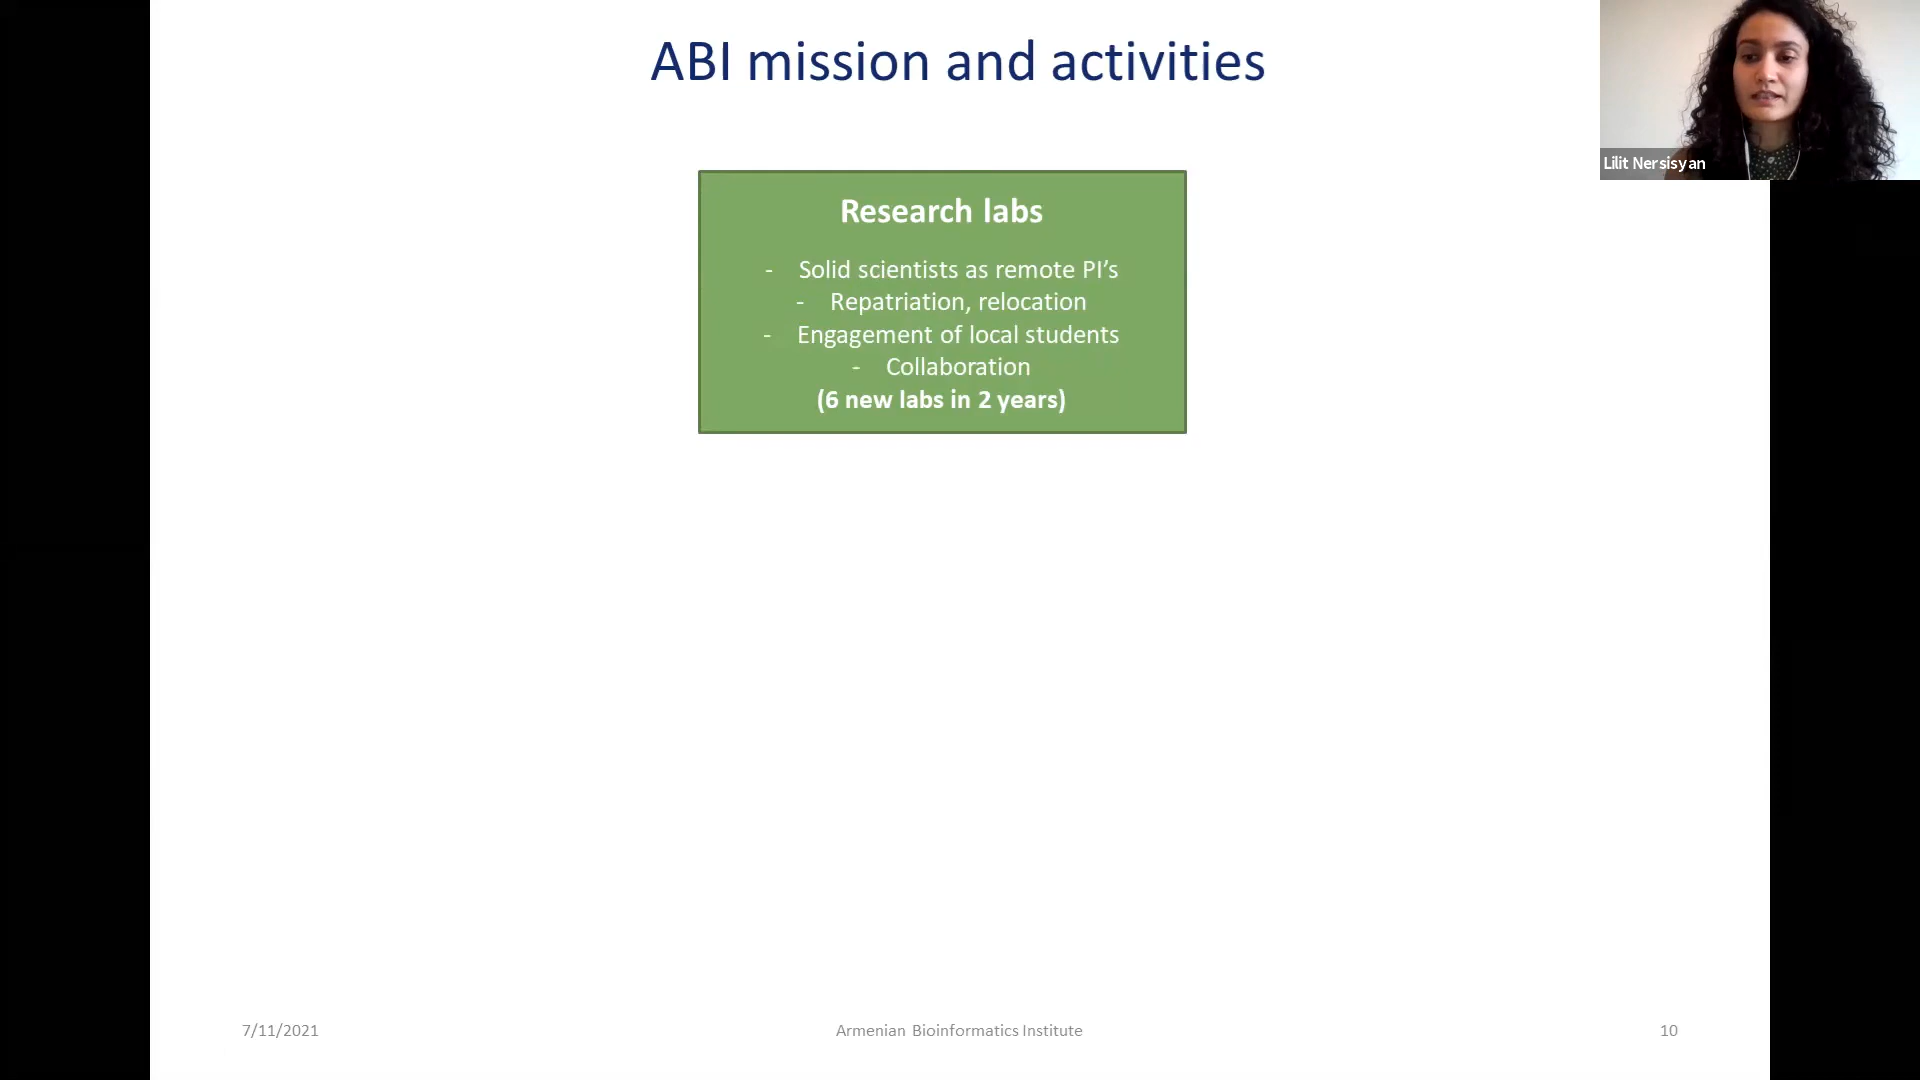 ABI mission and activities
Lilit Nersisyan
Research labs
- Solid scientists as remote PI’s
- Repatriation, relocation
- Engagement of local students
- Collaboration
(6 new labs in 2 years)
7/11/2021
Armenian Bioinformatics Institute
10